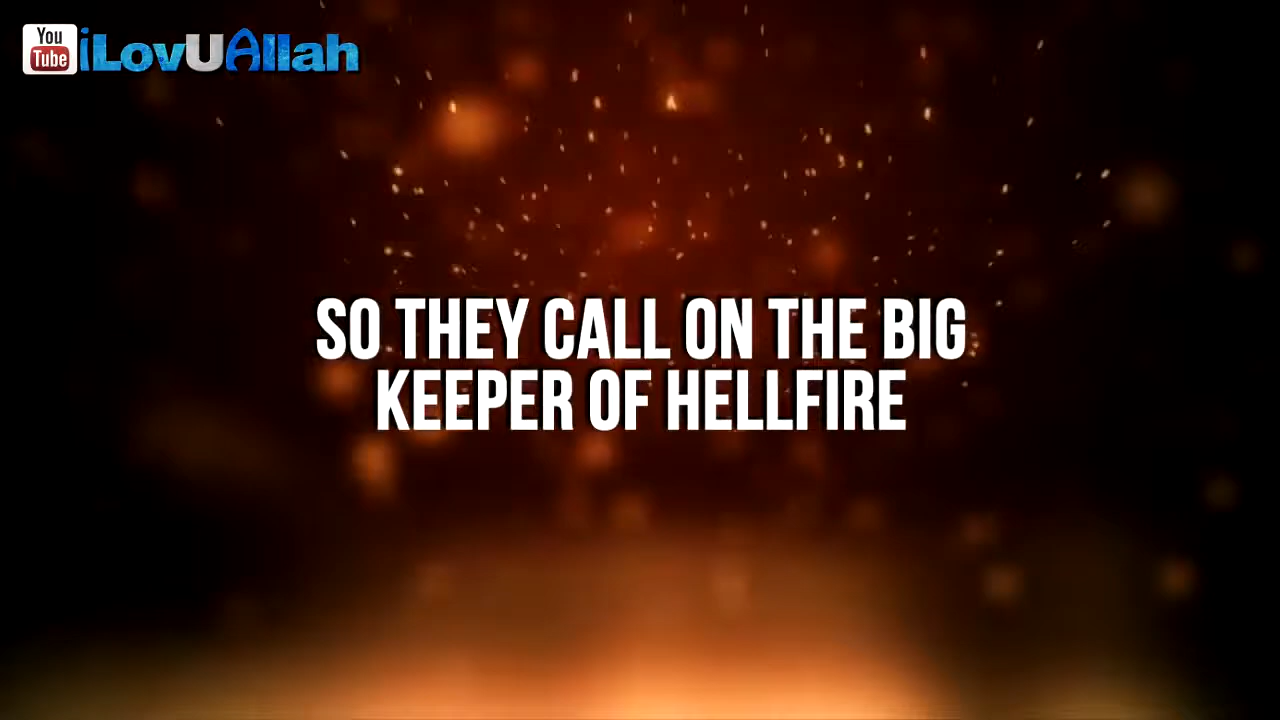 You
Tube
iLovUAllah
SO THEY CALL ON THE BIG
KEEPER OF HELLFIRE